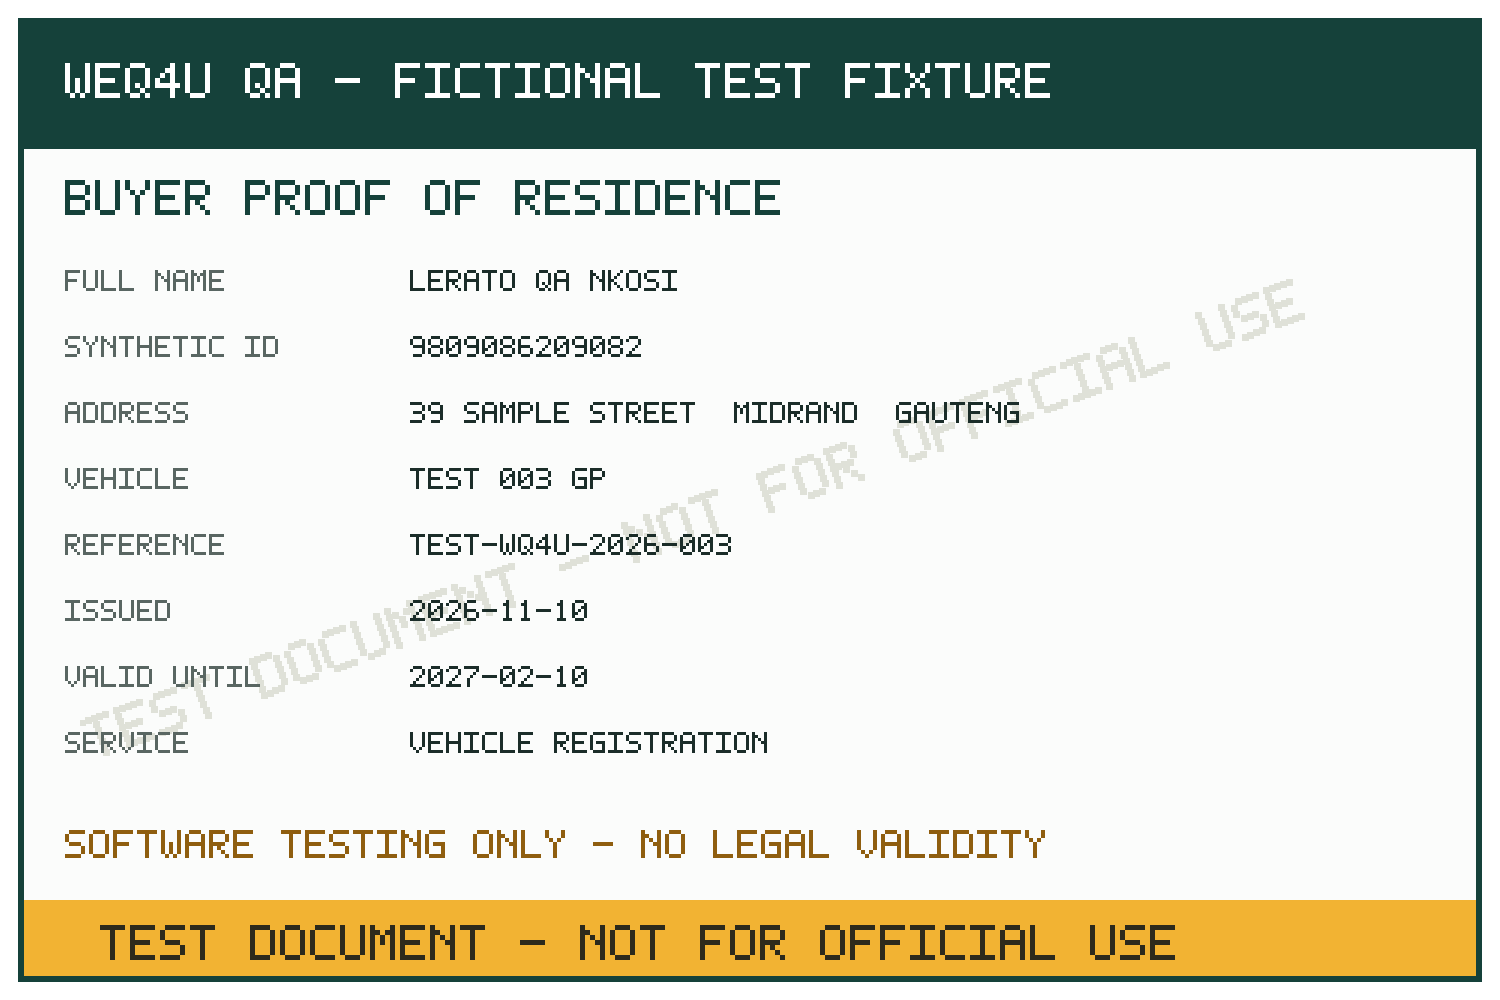 WEQ4U QA - FICTIONAL TEST FIXTURE
BUYER PROOF OF RESIDENCE
FULL NAME LERATO QA NKOSI
SYNTHETIC ID 9809086209082
ADDRESS 39 SAMPLE STREET MIDRAND GAUTENG
VEHICLE TEST 003 GP
REFERENCE TEST-WQ4U-2026-003
ISSUED 2026-11-10
VALID UNTIL 2027-02-10
SERVICE VEHICLE REGISTRATION
TEST DOCUMENT - NOT FOR OFFICIAL USE
SOFTWARE TESTING ONLY - NO LEGAL VALIDITY
TEST DOCUMENT - NOT FOR OFFICIAL USE